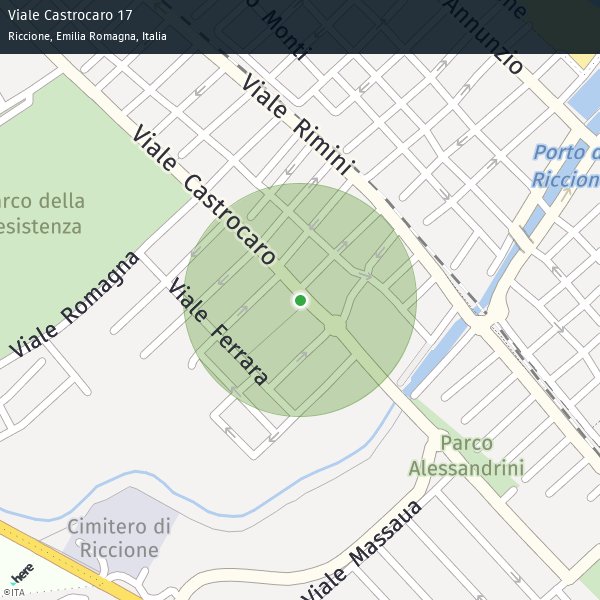 Viale Castrocaro 17
Riccione, Emilia Romagna, Italia
Monti
Annunzio
Viale Rimini
Viale Castrocaro
Porto d
Riccion
arco della
esistenza
Viale Romagna
Viale Ferrara
Parco
Alessandrini
Cimitero di
Riccione
Viale Massaua
here
©ITA